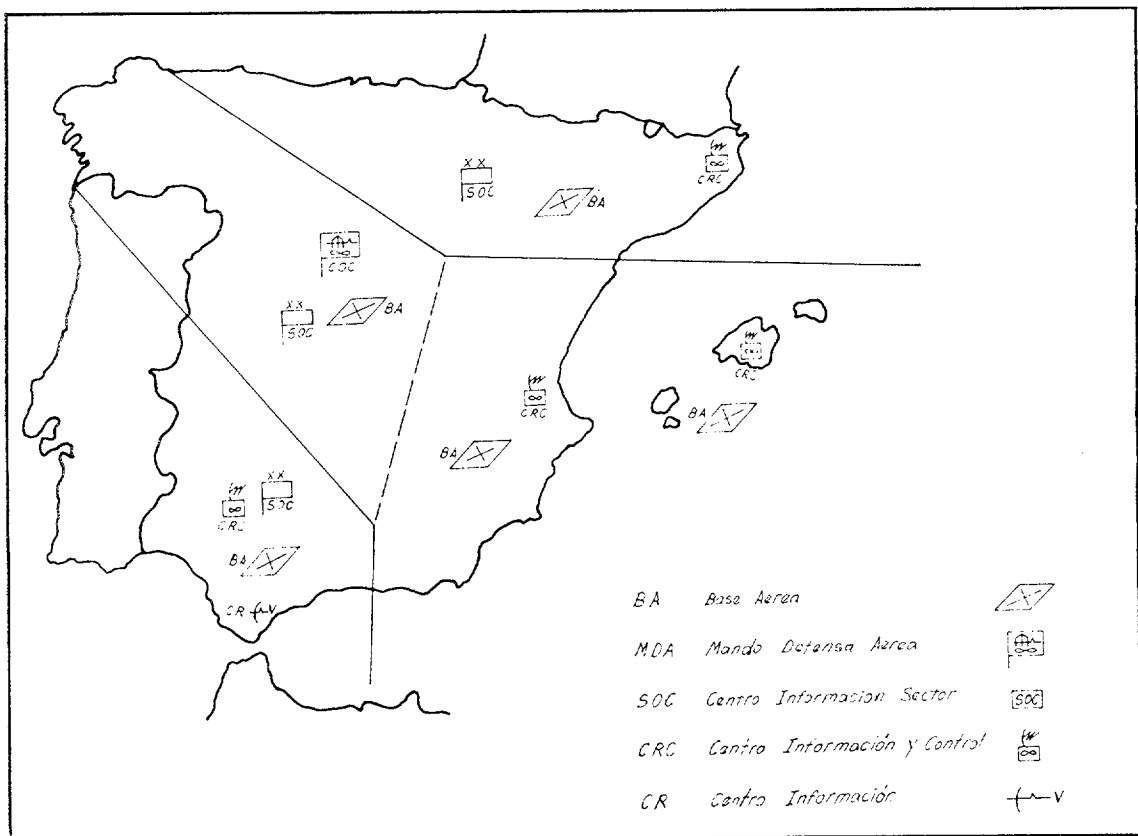 CRC
XX
SOC
BA
COC
XX
SOC
BA
CRC
CRC
BA
BA
XX
SOC
CRC
BA
CR
V
BA Base Aerea
MDA Mando Defensa Aerea
SOC Centro Informacion Sector
SOC
CRC Centro Información y Control
CR Centro Información
V